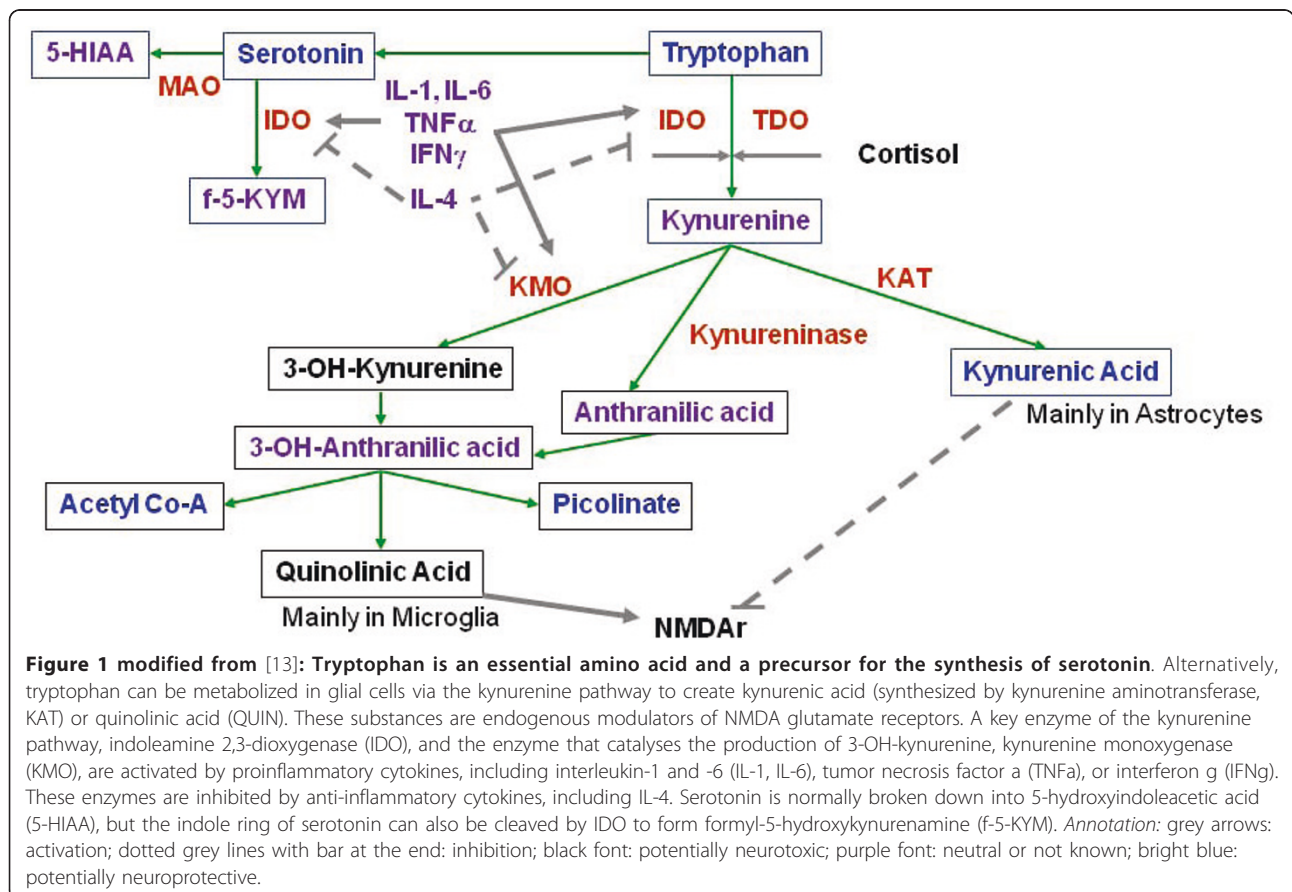 5-HIAA
Serotonin
Tryptophan
MAO
IDO
IL-1, IL-6
TNFα
IFNγ
IDO
TDO
Cortisol
f-5-KYM
IL-4
Kynurenine
KMO
KAT
Kynureninase
3-OH-Kynurenine
Kynurenic Acid
Anthranilic acid
Mainly in Astrocytes
3-OH-Anthranilic acid
Acetyl Co-A
Picolinate
Quinolinic Acid
Mainly in Microglia
NMDAr
Figure 1 modified from [13]: Tryptophan is an essential amino acid and a precursor for the synthesis of serotonin. Alternatively,
tryptophan can be metabolized in glial cells via the kynurenine pathway to create kynurenic acid (synthesized by kynurenine aminotransferase,
KAT) or quinolinic acid (QUIN). These substances are endogenous modulators of NMDA glutamate receptors. A key enzyme of the kynurenine
pathway, indoleamine 2,3-dioxygenase (IDO), and the enzyme that catalyses the production of 3-OH-kynurenine, kynurenine monoxygenase
(KMO), are activated by proinflammatory cytokines, including interleukin-1 and -6 (IL-1, IL-6), tumor necrosis factor a (TNFa), or interferon g (IFNg).
These enzymes are inhibited by anti-inflammatory cytokines, including IL-4. Serotonin is normally broken down into 5-hydroxyindoleacetic acid
(5-HIAA), but the indole ring of serotonin can also be cleaved by IDO to form formyl-5-hydroxykynurenamine (f-5-KYM). Annotation: grey arrows:
activation; dotted grey lines with bar at the end: inhibition; black font: potentially neurotoxic; purple font: neutral or not known; bright blue:
potentially neuroprotective.